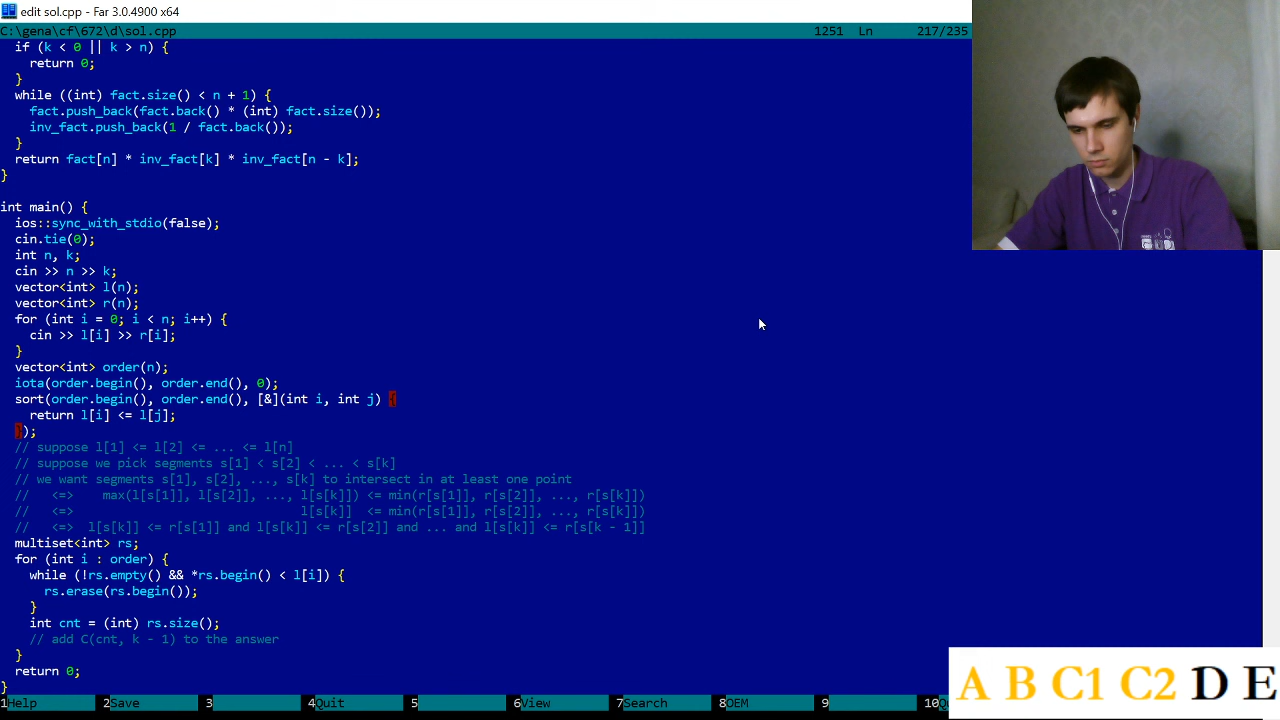 edit sol.cpp - Far 3.0.4900 x64
C:\gena\cf\672\d\sol.cpp 1251 Ln 217/235
if (k < 0 || k > n) {
return 0;
}
while ((int) fact.size() < n + 1) {
fact.push_back(fact.back() * (int) fact.size());
inv_fact.push_back(1 / fact.back());
}
return fact[n] * inv_fact[k] * inv_fact[n - k];
}
int main() {
ios::sync_with_stdio(false);
cin.tie(0);
int n, k;
cin >> n >> k;
vector<int> l(n);
vector<int> r(n);
for (int i = 0; i < n; i++) {
cin >> l[i] >> r[i];
}
vector<int> order(n);
iota(order.begin(), order.end(), 0);
sort(order.begin(), order.end(), [&](int i, int j) {
return l[i] <= l[j];
});
// suppose l[1] <= l[2] <= ... <= l[n]
// suppose we pick segments s[1] < s[2] < ... < s[k]
// we want segments s[1], s[2], ..., s[k] to intersect in at least one point
// <=> max(l[s[1]], l[s[2]], ..., l[s[k]]) <= min(r[s[1]], r[s[2]], ..., r[s[k]])
// <=> l[s[k]] <= min(r[s[1]], r[s[2]], ..., r[s[k]])
// <=> l[s[k]] <= r[s[1]] and l[s[k]] <= r[s[2]] and ... and l[s[k]] <= r[s[k - 1]]
multiset<int> rs;
for (int i : order) {
while (!rs.empty() && *rs.begin() < l[i]) {
rs.erase(rs.begin());
}
int cnt = (int) rs.size();
// add C(cnt, k - 1) to the answer
}
return 0;
}
A B C1 C2 D E
1Help 2Save 3 4Quit 5 6View 7Search 8OEM 9 10